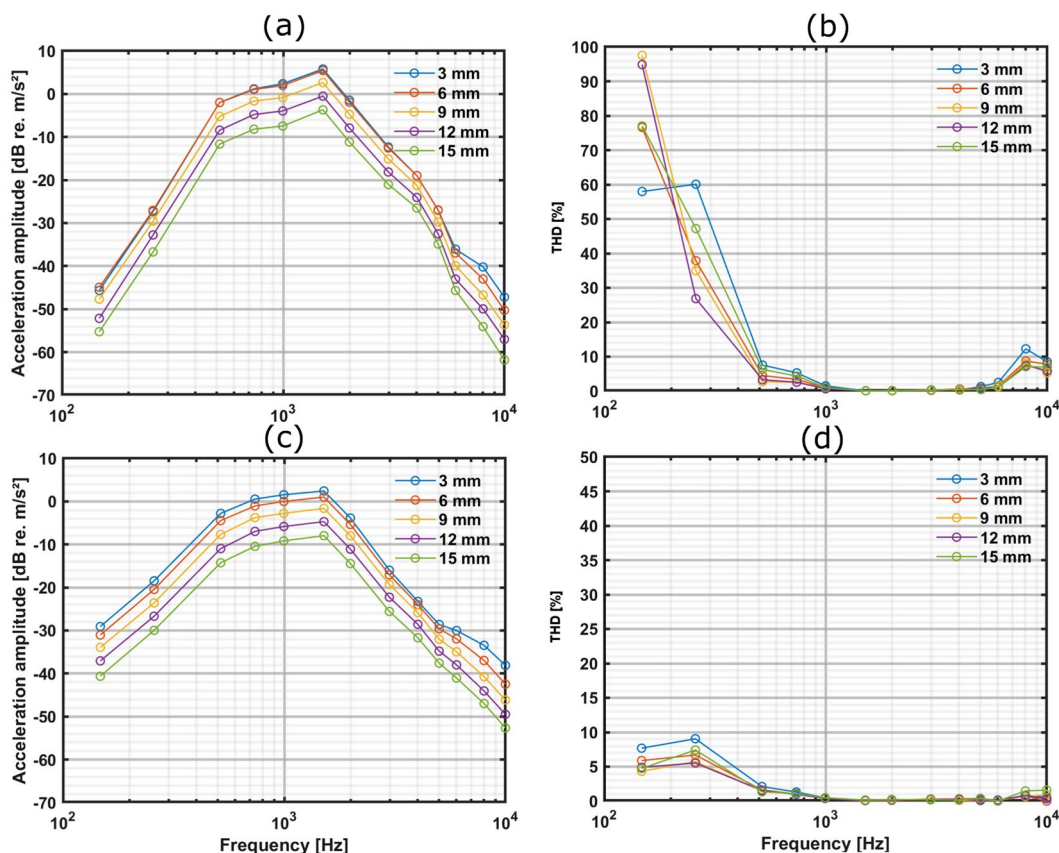 (a)
Acceleration amplitude [dB re. m/s²]
10
0
-10
-20
-30
-40
-50
-60
-70
10²
10³
10⁴
3 mm
6 mm
9 mm
12 mm
15 mm
(b)
THD [%]
100
90
80
70
60
50
40
30
20
10
0
10²
10³
10⁴
3 mm
6 mm
9 mm
12 mm
15 mm
(c)
Acceleration amplitude [dB re. m/s²]
10
0
-10
-20
-30
-40
-50
-60
-70
10²
10³
10⁴
Frequency [Hz]
3 mm
6 mm
9 mm
12 mm
15 mm
(d)
THD [%]
50
45
40
35
30
25
20
15
10
5
0
10²
10³
10⁴
Frequency [Hz]
3 mm
6 mm
9 mm
12 mm
15 mm